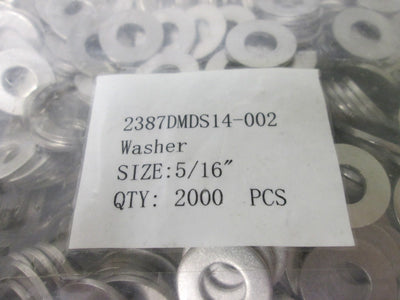 2387DMDS14-002
Washer
SIZE:5/16"
QTY: 2000 PCS